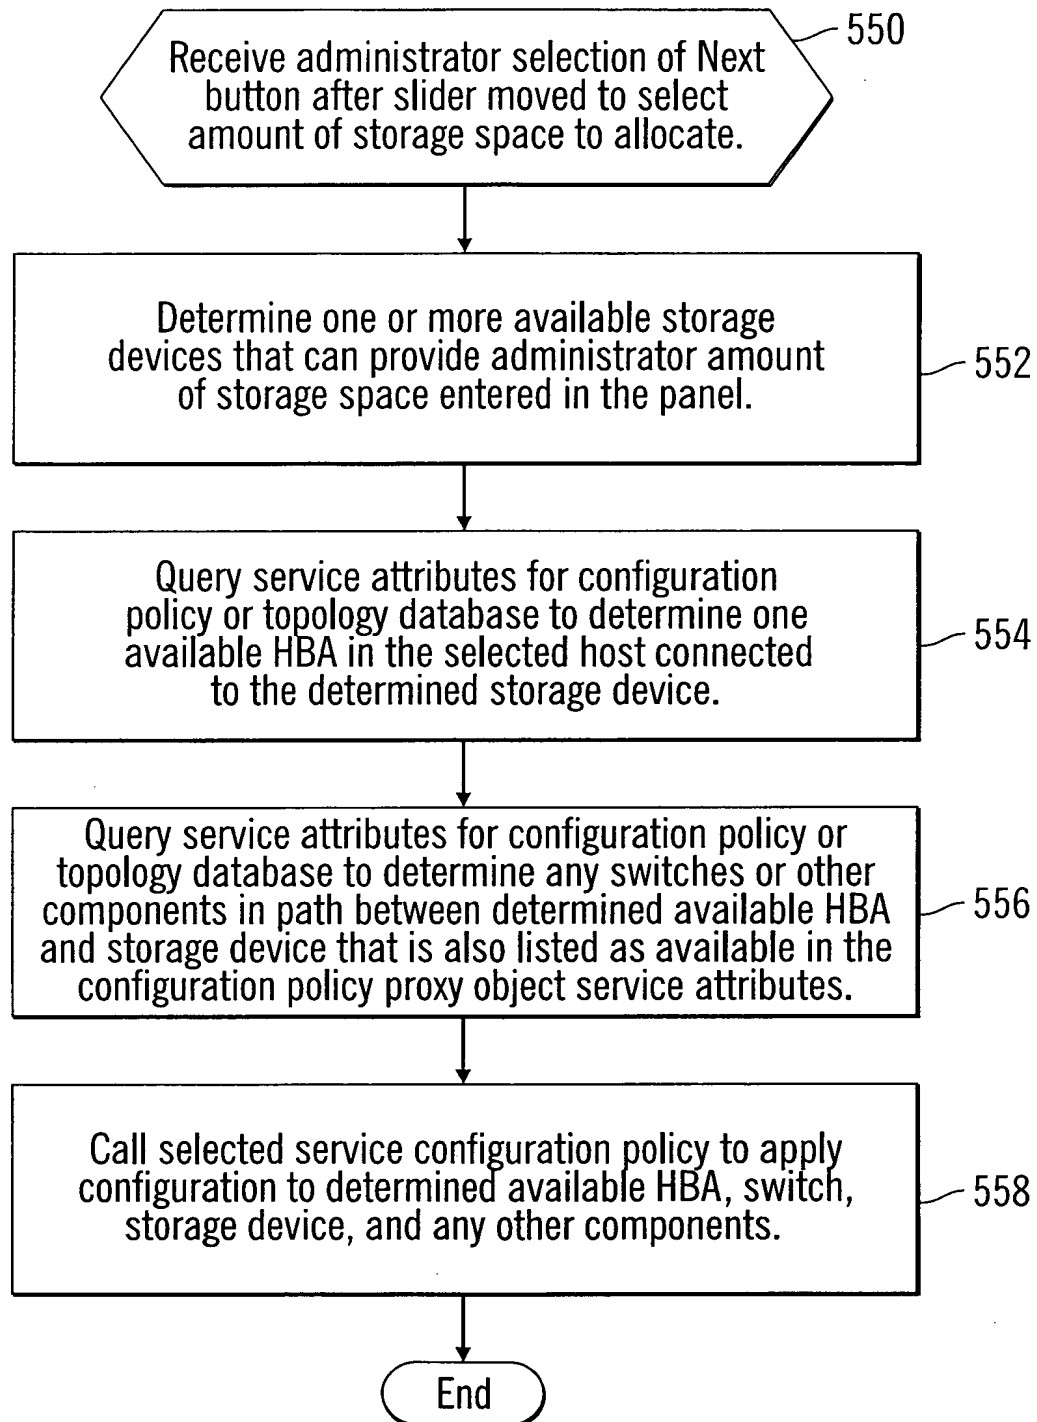 Receive administrator selection of Next
button after slider moved to select
amount of storage space to allocate.
550
Determine one or more available storage
devices that can provide administrator amount
of storage space entered in the panel.
552
Query service attributes for configuration
policy or topology database to determine one
available HBA in the selected host connected
to the determined storage device.
554
Query service attributes for configuration policy or
topology database to determine any switches or other
components in path between determined available HBA
and storage device that is also listed as available in the
configuration policy proxy object service attributes.
556
Call selected service configuration policy to apply
configuration to determined available HBA, switch,
storage device, and any other components.
558
End